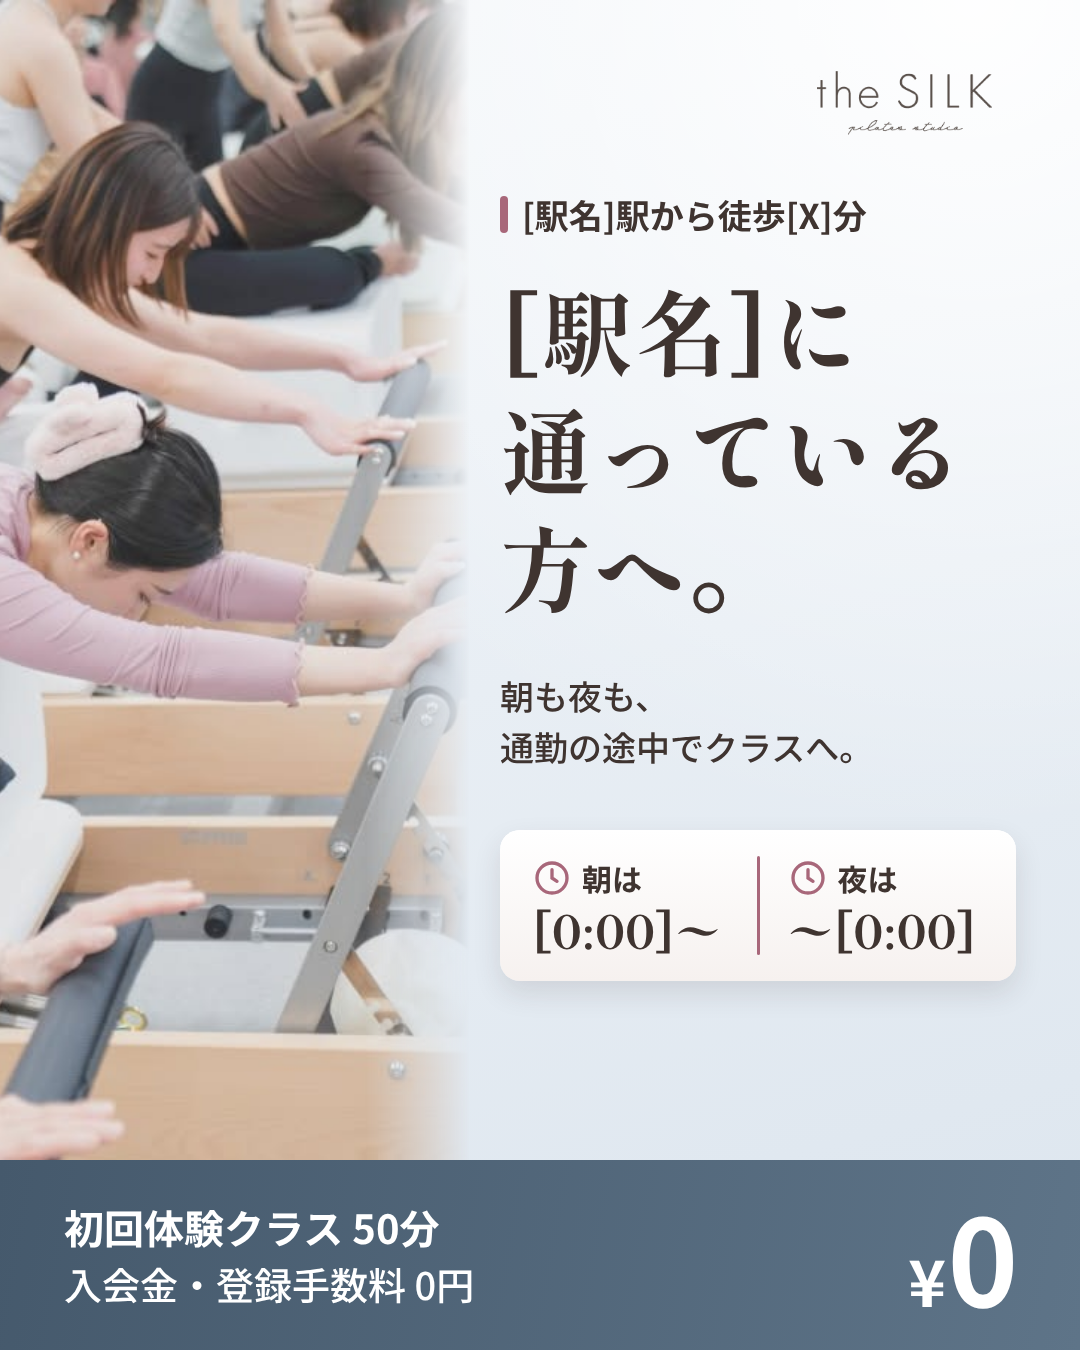 the SILK
pilates studio
[駅名]駅から徒歩[X]分
[駅名]に
通っている
方へ。
朝も夜も、
通勤の途中でクラスへ。
朝は
[0:00]〜
夜は
〜[0:00]
初回体験クラス 50分
入会金・登録手数料 0円
¥0